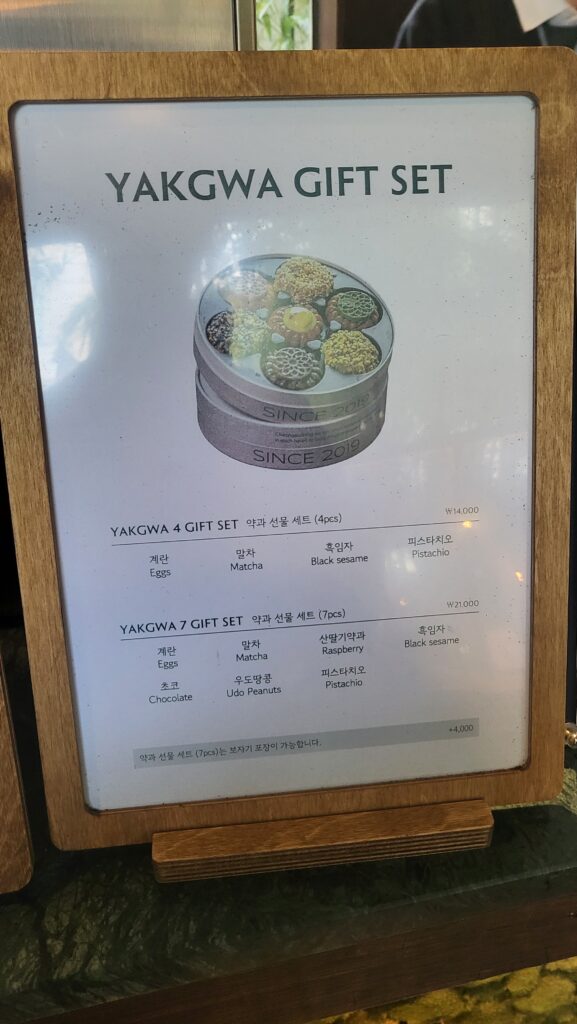 YAKGWA GIFT SET
SINCE 2019
SINCE 2019
YAKGWA 4 GIFT SET 약과 선물 세트 (4pcs) ₩14,000
계란 말차 흑임자 피스타치오
Eggs Matcha Black sesame Pistachio
YAKGWA 7 GIFT SET 약과 선물 세트 (7pcs) ₩21,000
계란 말차 산딸기약과 흑임자
Eggs Matcha Raspberry Black sesame
초코 우도땅콩 피스타치오
Chocolate Udo Peanuts Pistachio
약과 선물 세트 (7pcs)는 보자기 포장이 가능합니다. +4,000